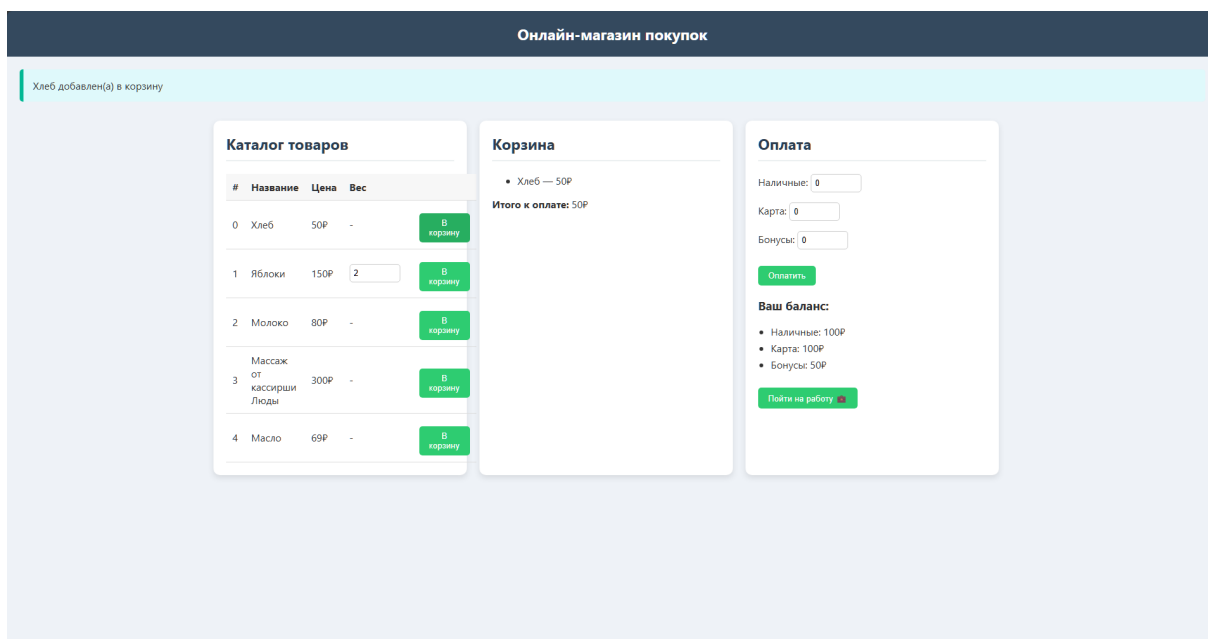 Онлайн-магазин покупок
Хлеб добавлен(а) в корзину
Каталог товаров
# Название Цена Вес
0 Хлеб 50₽ - В корзину
1 Яблоки 150₽ 2 В корзину
2 Молоко 80₽ - В корзину
3 Массаж от кассирши Люды 300₽ - В корзину
4 Масло 69₽ - В корзину
Корзина
• Хлеб — 50₽
Итого к оплате: 50₽
Оплата
Наличные: 0
Карта: 0
Бонусы: 0
Оплатить
Ваш баланс:
• Наличные: 100₽
• Карта: 100₽
• Бонусы: 50₽
Пойти на работу 💼